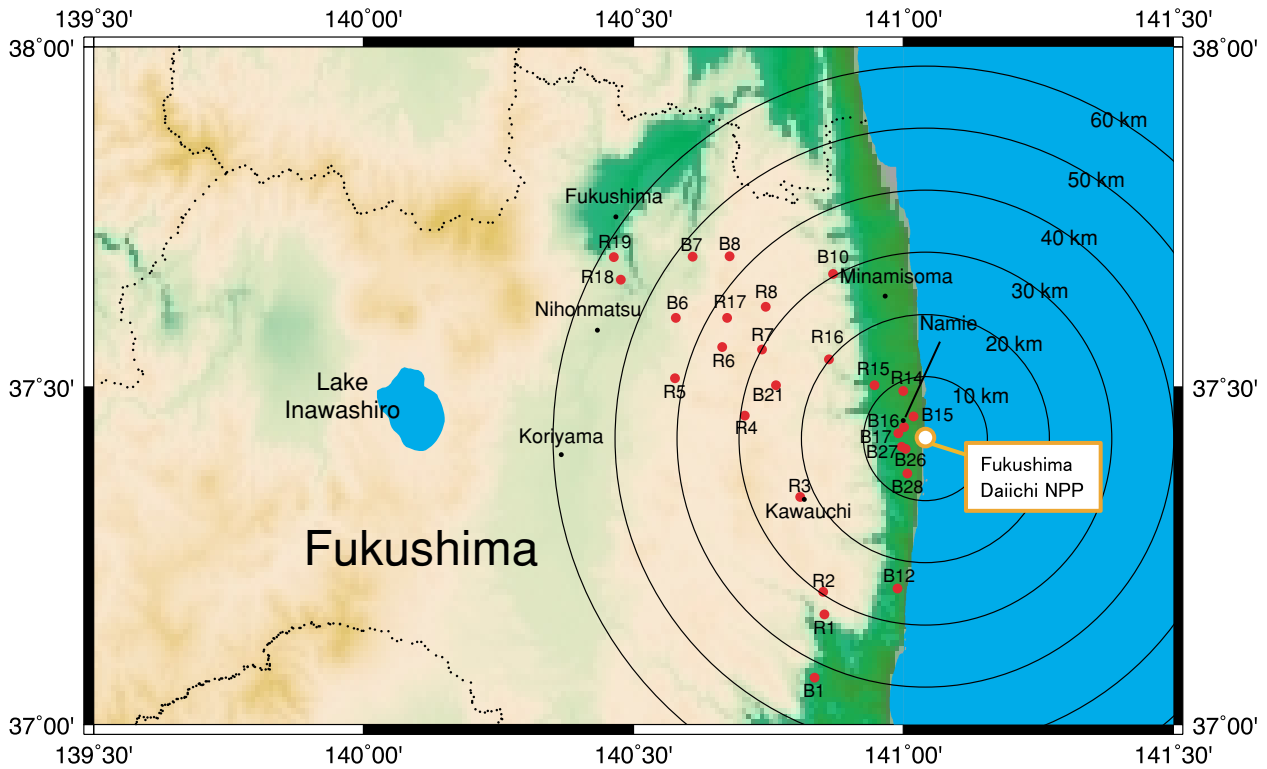 139˚30'
140˚00'
140˚30'
141˚00'
141˚30'
38˚00'
38˚00'
60 km
50 km
Fukushima
40 km
R19
B7
B8
B10
R18
Minamisoma
30 km
Nihonmatsu
B6
R17
R8
Namie
R7
R16
20 km
R6
37˚30'
37˚30'
Lake
Inawashiro
R5
B21
R15
R14
10 km
R4
B16
B15
Koriyama
B17
B27
B26
Fukushima
Daiichi NPP
R3
B28
Kawauchi
Fukushima
R2
B12
R1
B1
37˚00'
37˚00'
139˚30'
140˚00'
140˚30'
141˚00'
141˚30'